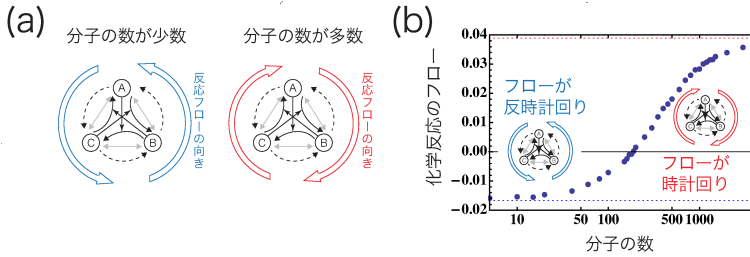 (a)
分子の数が少数
分子の数が多数
A
C
B
反応フローの向き
A
C
B
反応フローの向き
(b)
化学反応のフロー
0.04
0.03
0.02
0.01
0.00
−0.01
−0.02
フローが
反時計回り
A
C
B
A
C
B
フローが
時計回り
10
50
100
500
1000
分子の数